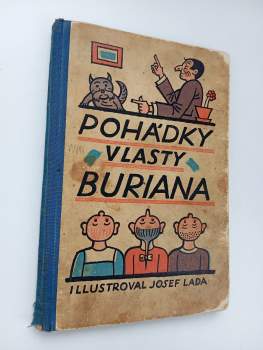 POHÁDKY
VLASTY
BURIANA
ILLUSTROVAL JOSEF LADA